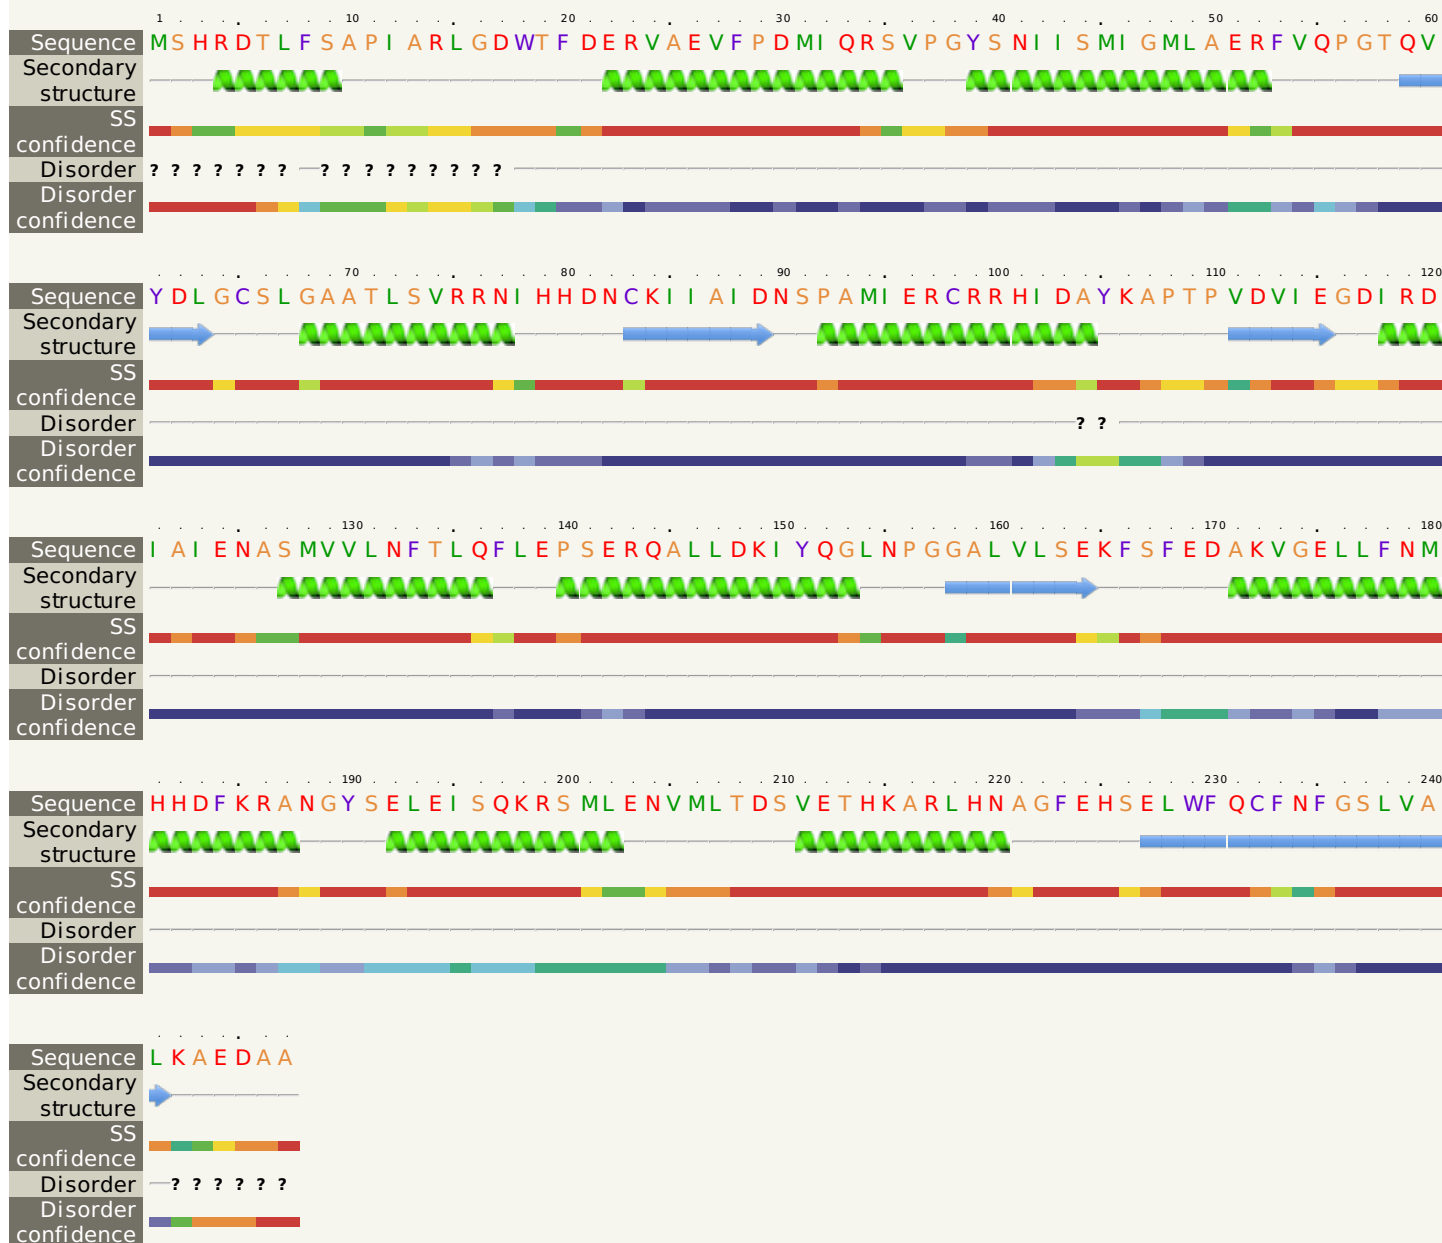 1 10 20 30 40 50 60
Sequence MSHRDTLFSAPIARLGDWTFDERVAEVFPDMIQRSVPGYSNIISMIGMLAERFVQPGTQV
Secondary
structure
SS
confidence
Disorder ? ? ? ? ? ? ? ? ? ? ? ? ? ? ? ?
Disorder
confidence
70 80 90 100 110 120
Sequence YDLGCSLGAATLSVRRNIHHDNCKIIAIDNSPAMIERCRRHIDAYKAPTPVDVIEGDIRD
Secondary
structure
SS
confidence
Disorder ? ?
Disorder
confidence
130 140 150 160 170 180
Sequence IAIENASMVVLNFTLQFLEPSERQALLDKIYQGLNPGGALVLSEKFSFEDAKVGELLFNM
Secondary
structure
SS
confidence
Disorder
Disorder
confidence
190 200 210 220 230 240
Sequence HHDFKRANGYSELEISQKRSMLENVMLTDSVETHKARLHNAGFEHSELWFQCFNFGSLVA
Secondary
structure
SS
confidence
Disorder
Disorder
confidence
Sequence LKAEDAA
Secondary
structure
SS
confidence
Disorder ? ? ? ? ? ?
Disorder
confidence